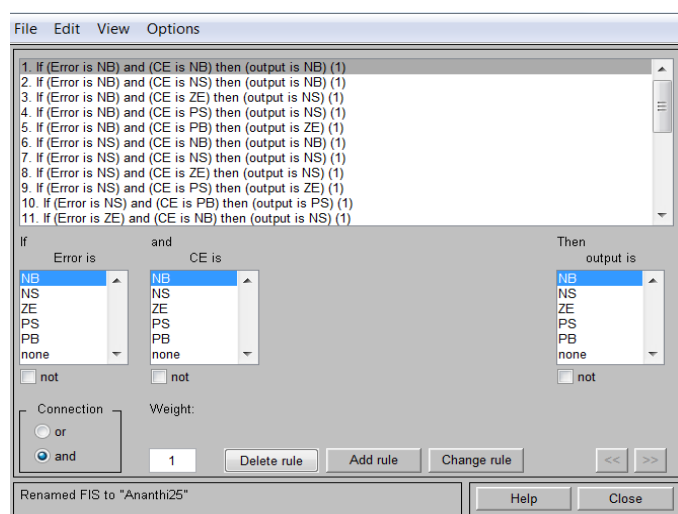 File Edit View Options
1. If (Error is NB) and (CE is NB) then (output is NB) (1)
2. If (Error is NB) and (CE is NS) then (output is NB) (1)
3. If (Error is NB) and (CE is ZE) then (output is NS) (1)
4. If (Error is NB) and (CE is PS) then (output is NS) (1)
5. If (Error is NB) and (CE is PB) then (output is ZE) (1)
6. If (Error is NS) and (CE is NB) then (output is NB) (1)
7. If (Error is NS) and (CE is NS) then (output is NS) (1)
8. If (Error is NS) and (CE is ZE) then (output is NS) (1)
9. If (Error is NS) and (CE is PS) then (output is ZE) (1)
10. If (Error is NS) and (CE is PB) then (output is PS) (1)
11. If (Error is ZE) and (CE is NB) then (output is NS) (1)
If and Then
Error is CE is output is
NB NB NB
NS NS NS
ZE ZE ZE
PS PS PS
PB PB PB
none none none
not not not
Connection Weight:
or
and 1 Delete rule Add rule Change rule << >>
Renamed FIS to "Ananthi25" Help Close